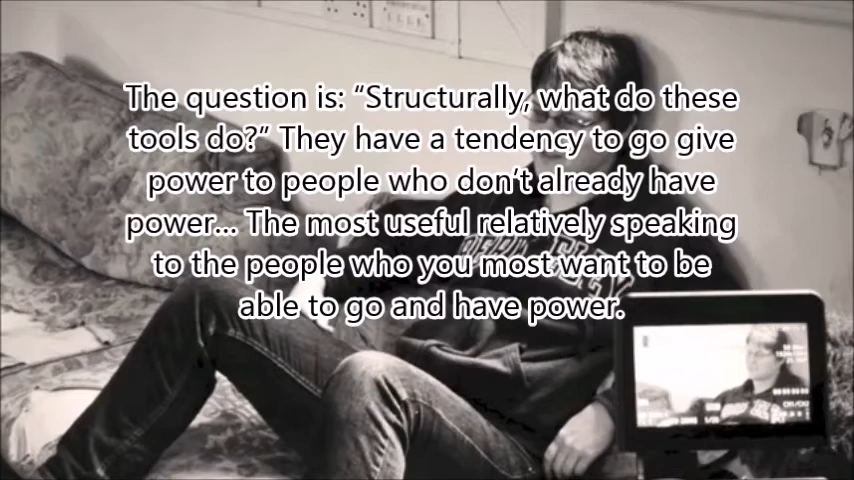 The question is: “Structurally, what do these
tools do?” They have a tendency to go give
power to people who don’t already have
power... The most useful relatively speaking
to the people who you most want to be
able to go and have power.